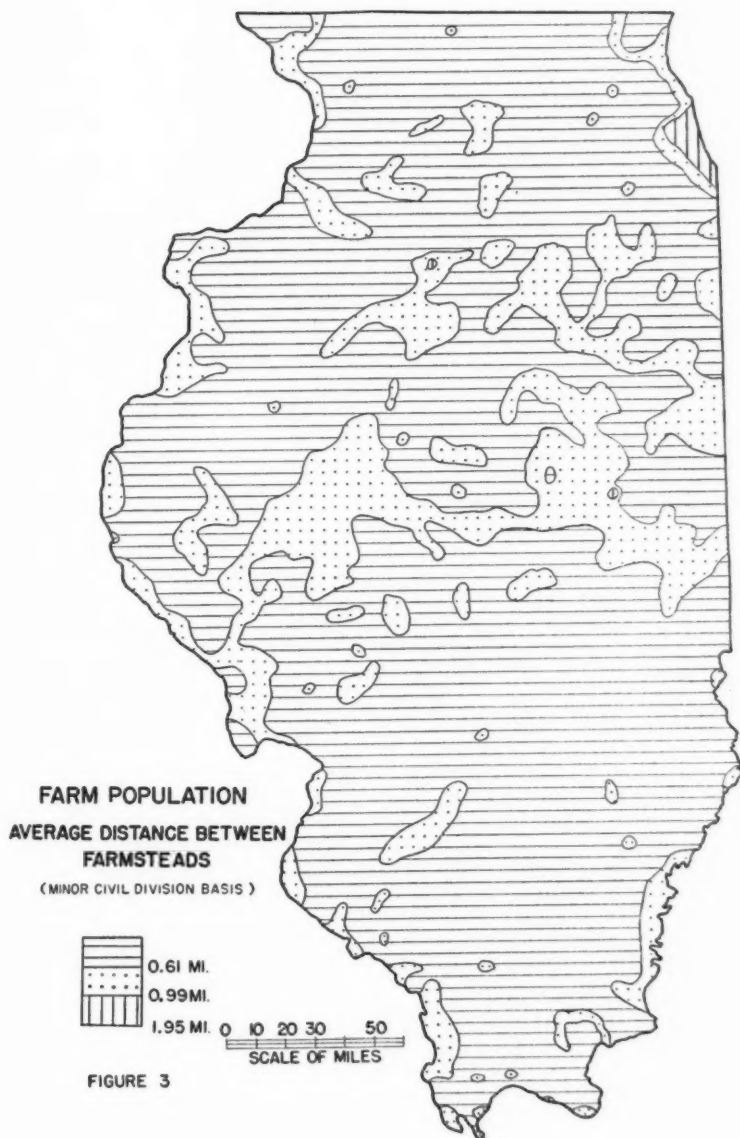 FARM POPULATION
AVERAGE DISTANCE BETWEEN
FARMSTEADS
(MINOR CIVIL DIVISION BASIS)
0.61 MI.
0.99 MI.
1.95 MI.
0 10 20 30 50
SCALE OF MILES
FIGURE 3